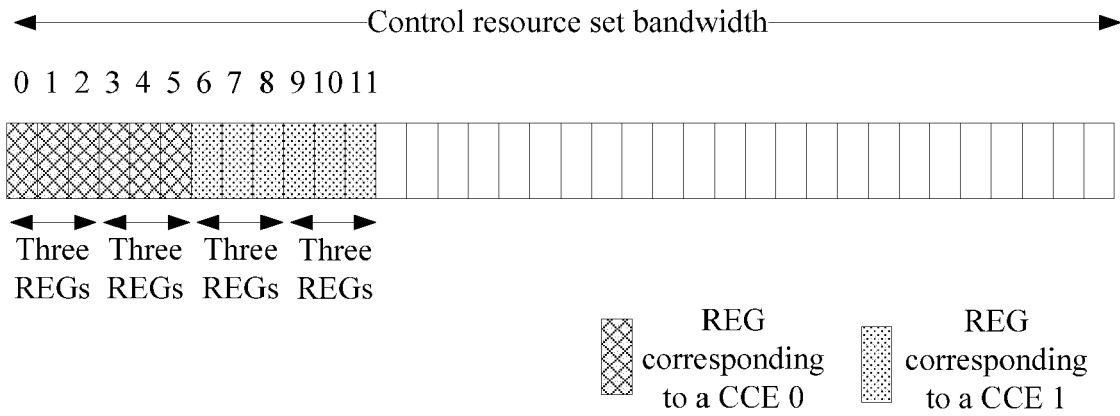 Control resource set bandwidth
0 1 2 3 4 5 6 7 8 9 10 11
Three Three Three Three
REGs REGs REGs REGs
REG
corresponding
to a CCE 0
REG
corresponding
to a CCE 1